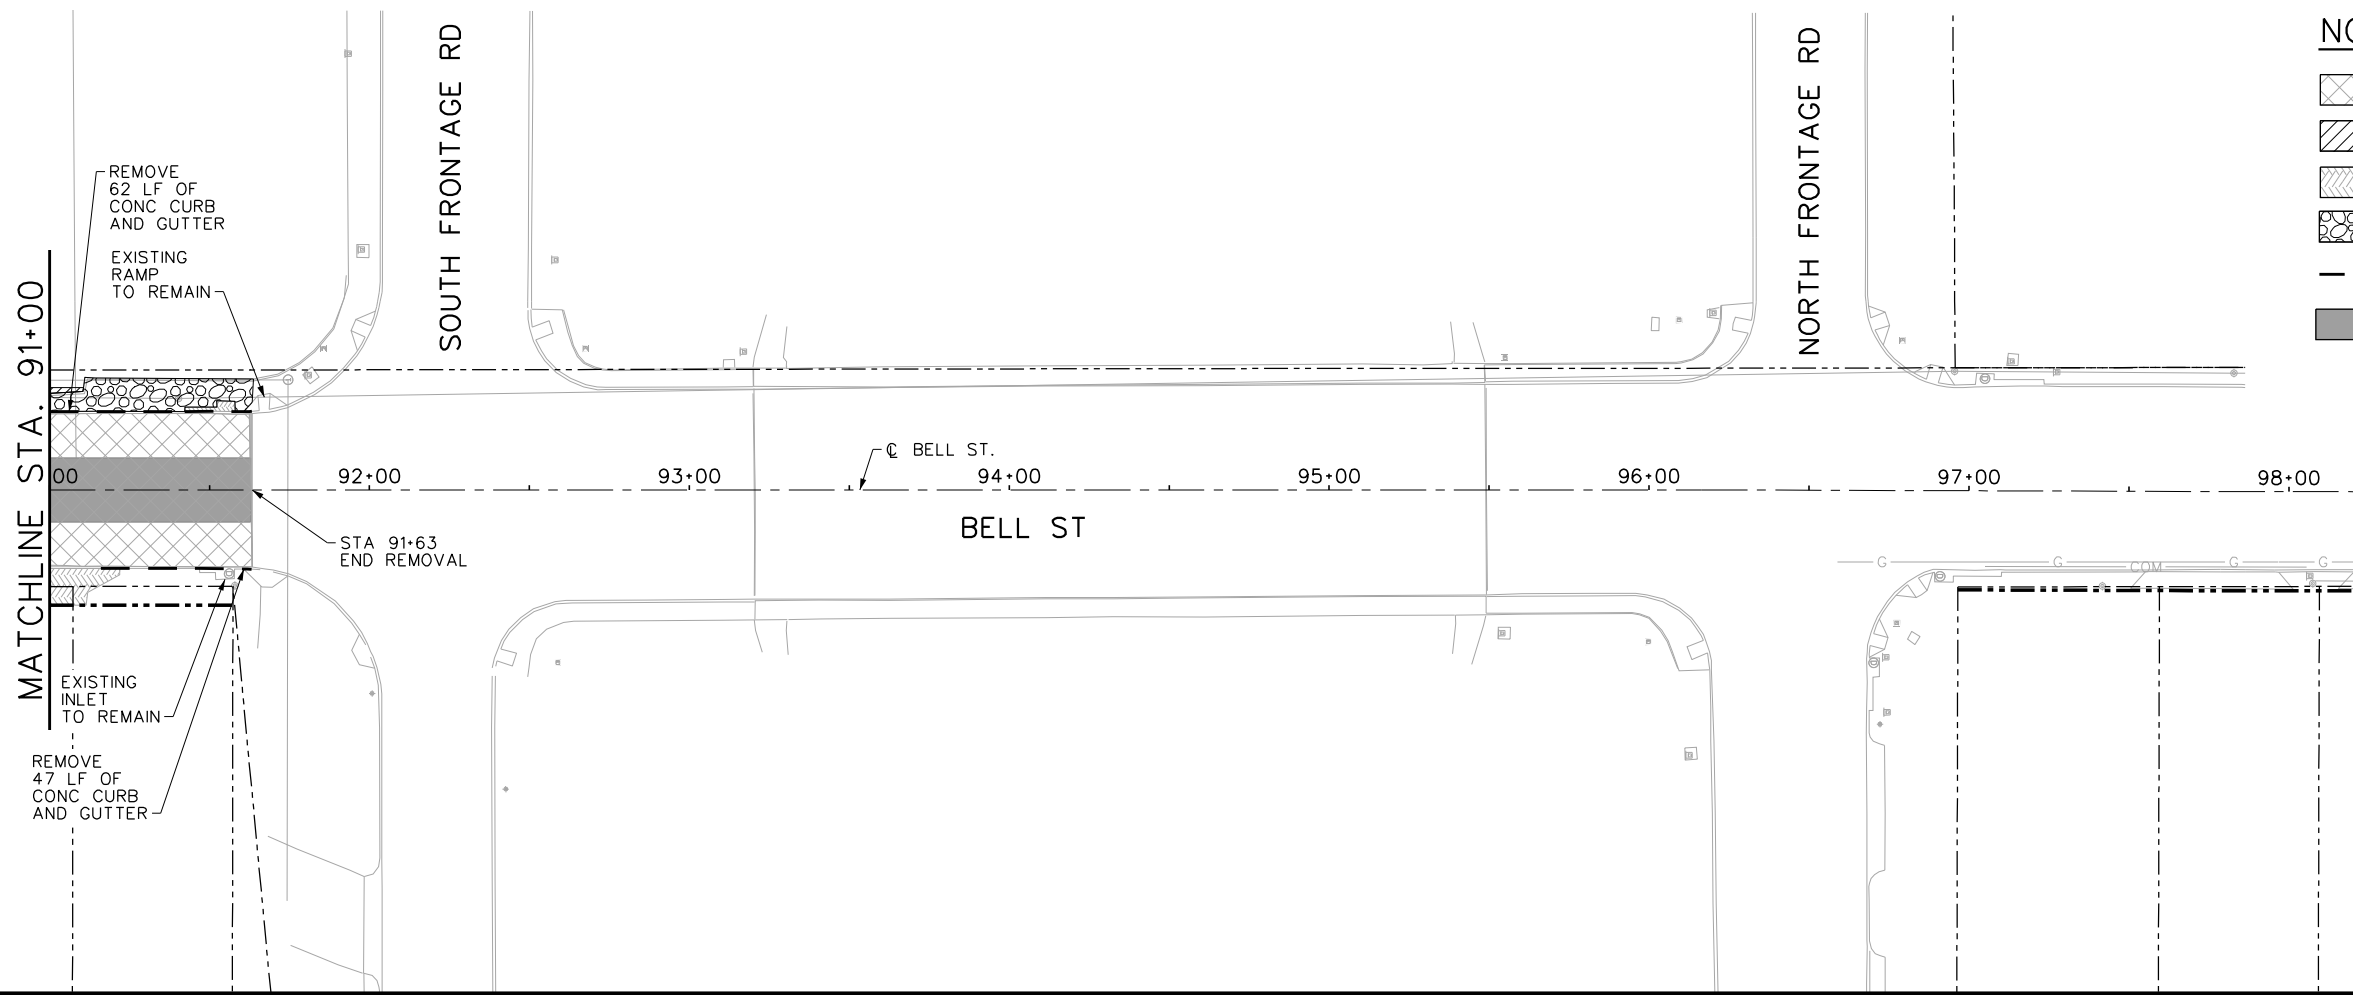 SOUTH FRONTAGE RD
NORTH FRONTAGE RD
REMOVE
62 LF OF
CONC CURB
AND GUTTER
EXISTING
RAMP
TO REMAIN
MATCHLINE STA. 91+00
00
92+00
93+00
94+00
95+00
96+00
97+00
98+00
℄ BELL ST.
BELL ST
STA 91+63
END REMOVAL
G
G
COM
G
G
EXISTING
INLET
TO REMAIN
REMOVE
47 LF OF
CONC CURB
AND GUTTER